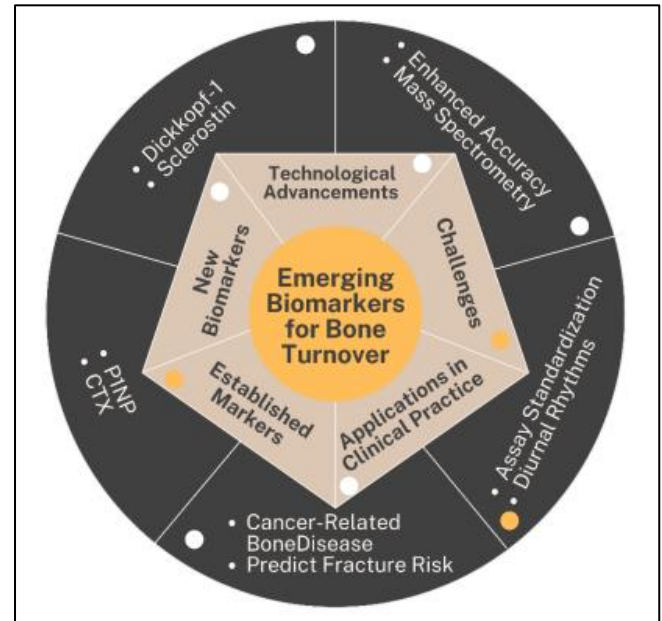 Emerging
Biomarkers
for Bone
Turnover
Technological
Advancements
Challenges
Applications in
Clinical Practice
Established
Markers
New
Biomarkers
• Enhanced Accuracy
• Mass Spectrometry
• Assay Standardization
• Diurnal Rhythms
• Cancer-Related
BoneDisease
• Predict Fracture Risk
• P1NP
• CTX
• Dickkopf-1
• Sclerostin